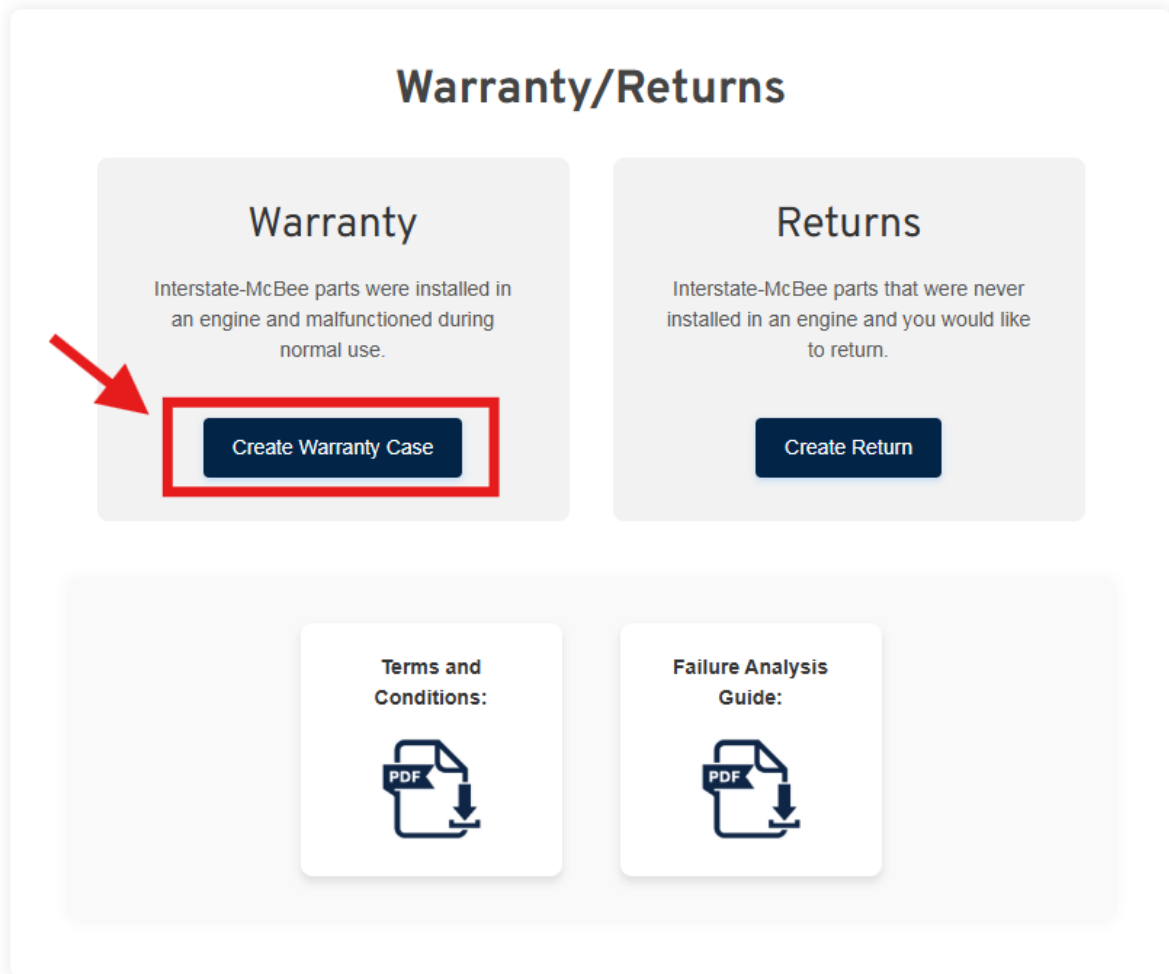 Warranty/Returns
Warranty
Interstate-McBee parts were installed in
an engine and malfunctioned during
normal use.
Create Warranty Case
Returns
Interstate-McBee parts that were never
installed in an engine and you would like
to return.
Create Return
Terms and
Conditions:
PDF
Failure Analysis
Guide:
PDF